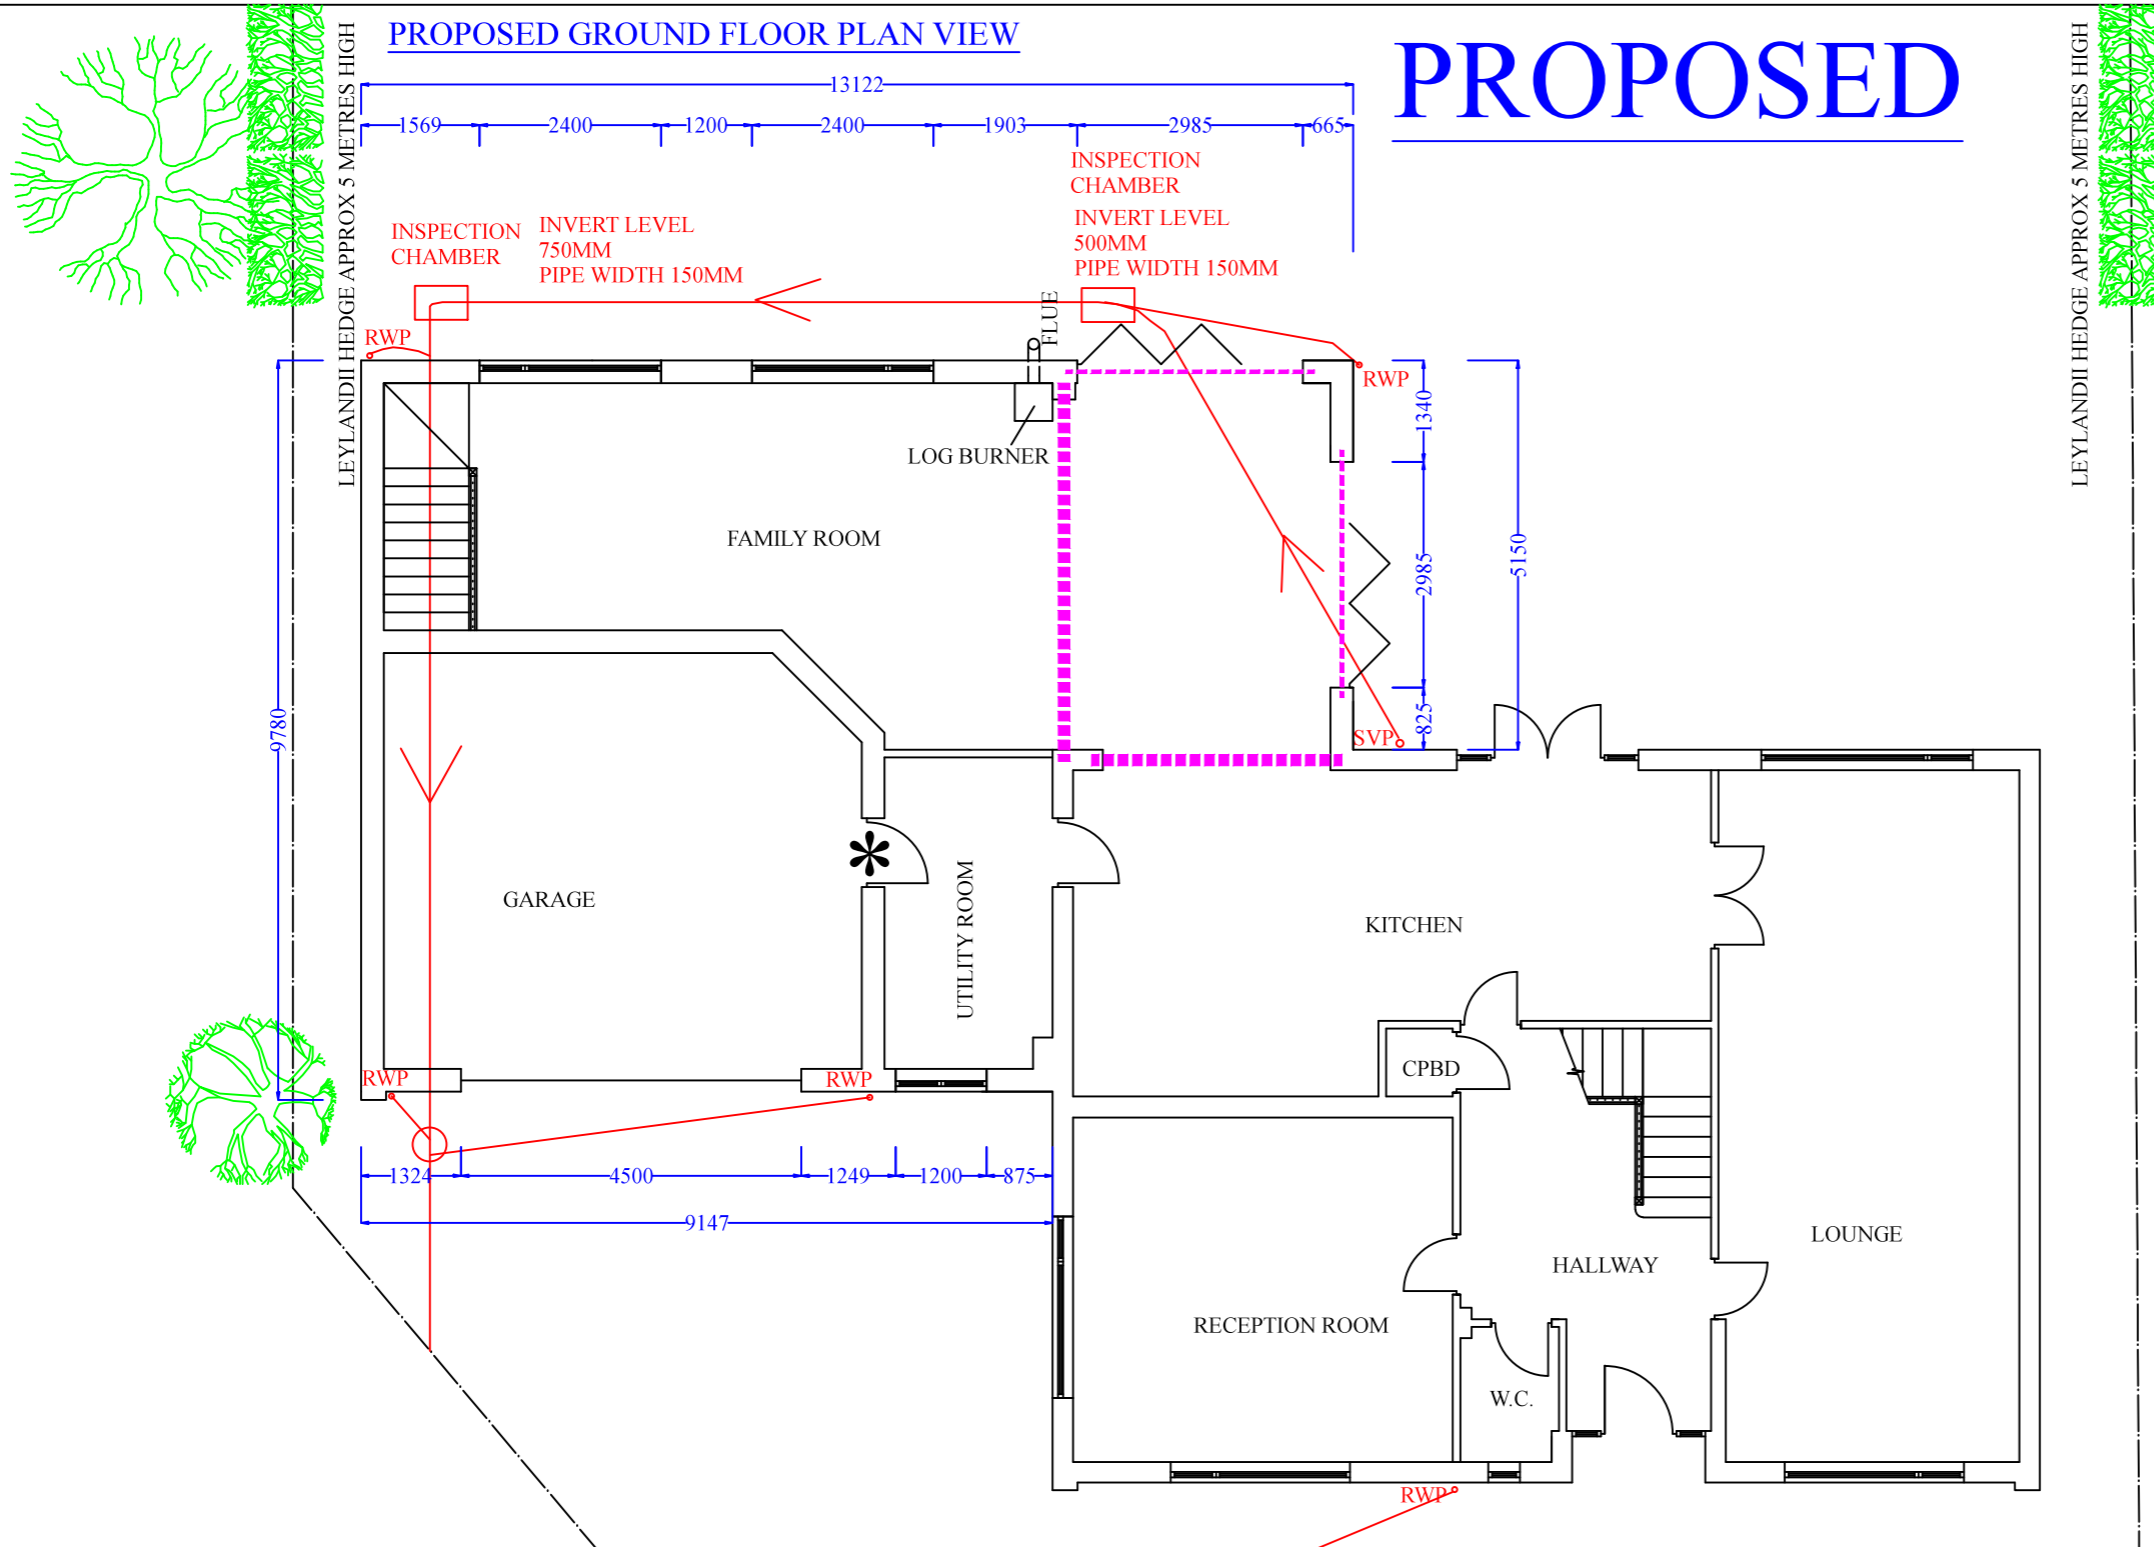 PROPOSED GROUND FLOOR PLAN VIEW
PROPOSED
13122
1569
2400
1200
2400
1903
2985
665
LEYLANDII HEDGE APPROX 5 METRES HIGH
LEYLANDII HEDGE APPROX 5 METRES HIGH
INSPECTION
CHAMBER
INVERT LEVEL
500MM
PIPE WIDTH 150MM
INSPECTION
CHAMBER
INVERT LEVEL
750MM
PIPE WIDTH 150MM
FLUE
RWP
RWP
1340
LOG BURNER
FAMILY ROOM
2985
5150
825
SVP
9780
GARAGE
UTILITY ROOM
KITCHEN
CPBD
RWP
RWP
1324
4500
1249
1200
875
9147
LOUNGE
HALLWAY
RECEPTION ROOM
W.C.
RWP